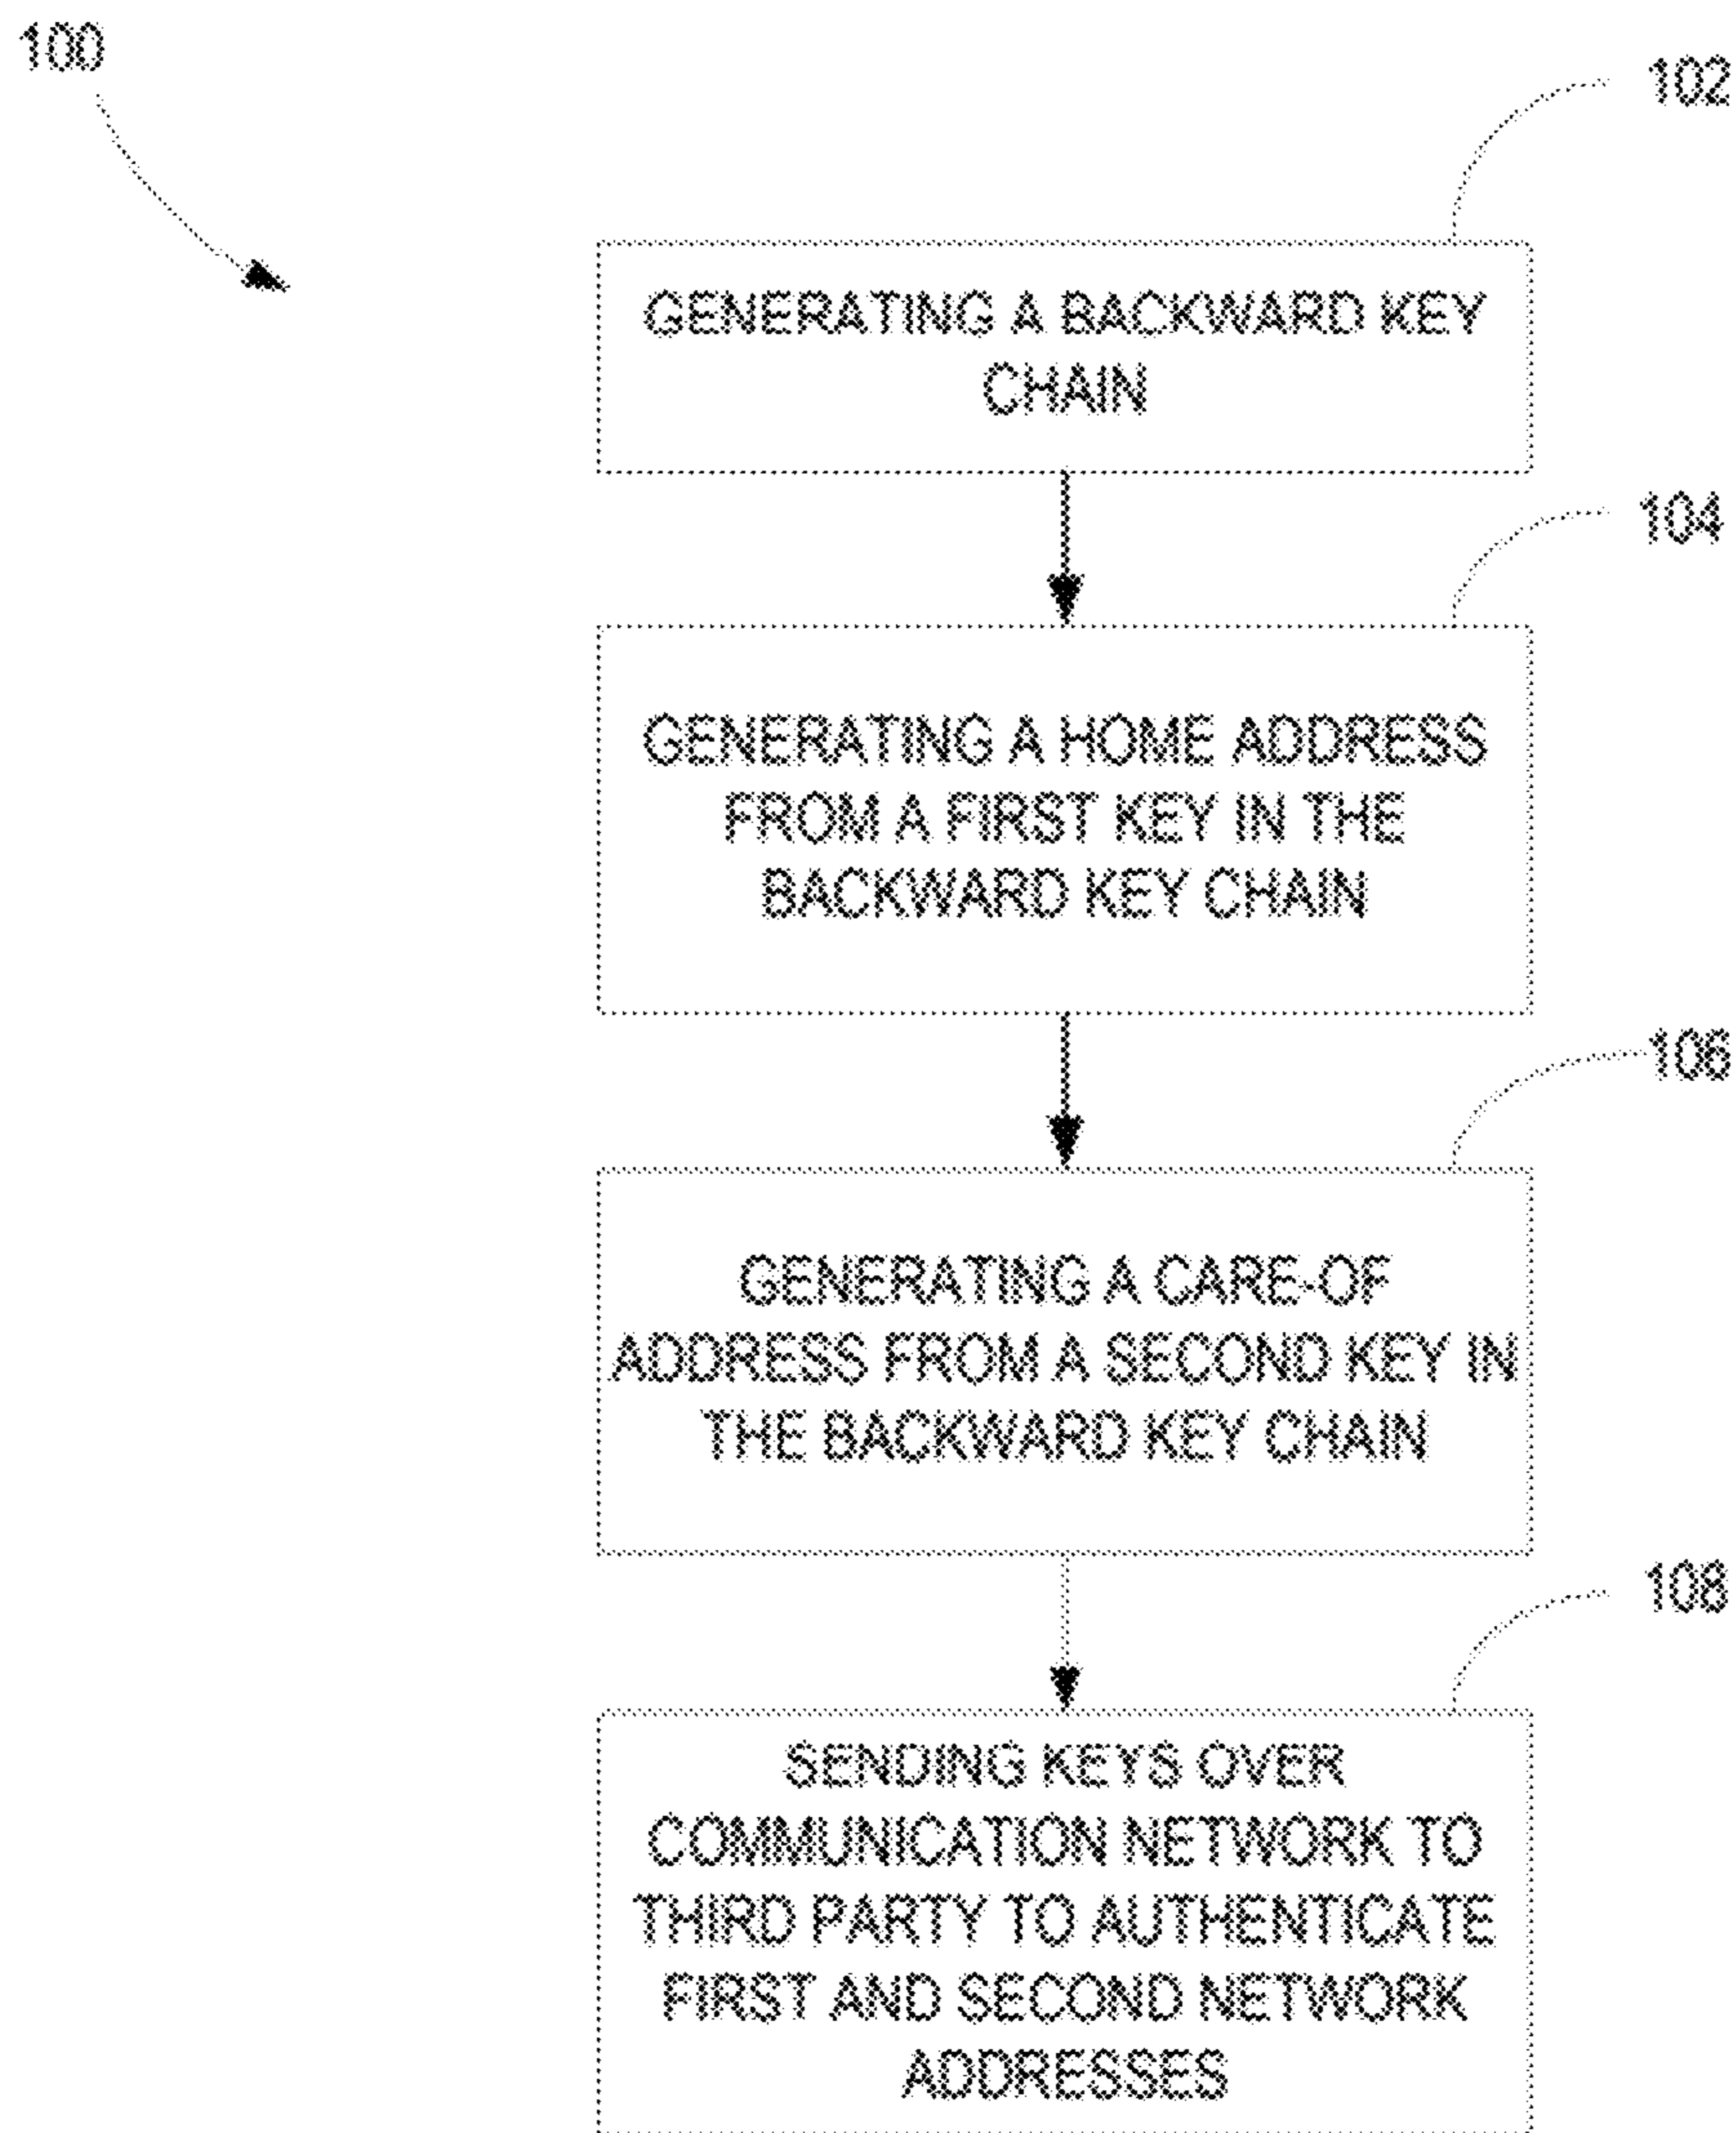 100
102
GENERATING A BACKWARD KEY
CHAIN
104
GENERATING A HOME ADDRESS
FROM A FIRST KEY IN THE
BACKWARD KEY CHAIN
106
GENERATING A CARE-OF
ADDRESS FROM A SECOND KEY IN
THE BACKWARD KEY CHAIN
108
SENDING KEYS OVER
COMMUNICATION NETWORK TO
THIRD PARTY TO AUTHENTICATE
FIRST AND SECOND NETWORK
ADDRESSES